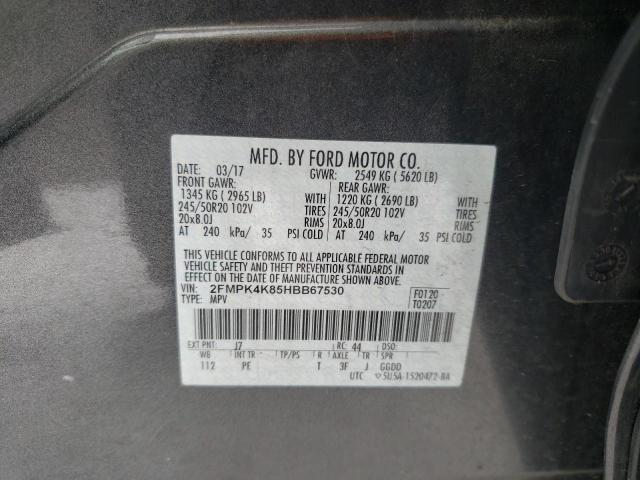 MFD. BY FORD MOTOR CO.
DATE: 03/17 GVWR: 2549 KG ( 5620 LB)
FRONT GAWR: REAR GAWR:
1345 KG ( 2965 LB) WITH 1220 KG ( 2690 LB) WITH
245/50R20 102V TIRES 245/50R20 102V TIRES
20x8.0J RIMS 20x8.0J RIMS
AT 240 kPa/ 35 PSI COLD AT 240 kPa/ 35 PSI COLD
THIS VEHICLE CONFORMS TO ALL APPLICABLE FEDERAL MOTOR
VEHICLE SAFETY AND THEFT PREVENTION STANDARDS IN
EFFECT ON THE DATE OF MANUFACTURE SHOWN ABOVE.
VIN: 2FMPK4K85HBB67530
TYPE: MPV
F0120
T0207
EXT PNT: J7 RC: 44 DSO:
WB INT TR TP/PS R AXLE TR SPR
112 PE T 3F J GGDD
UTC 5U5A-1520472-BA